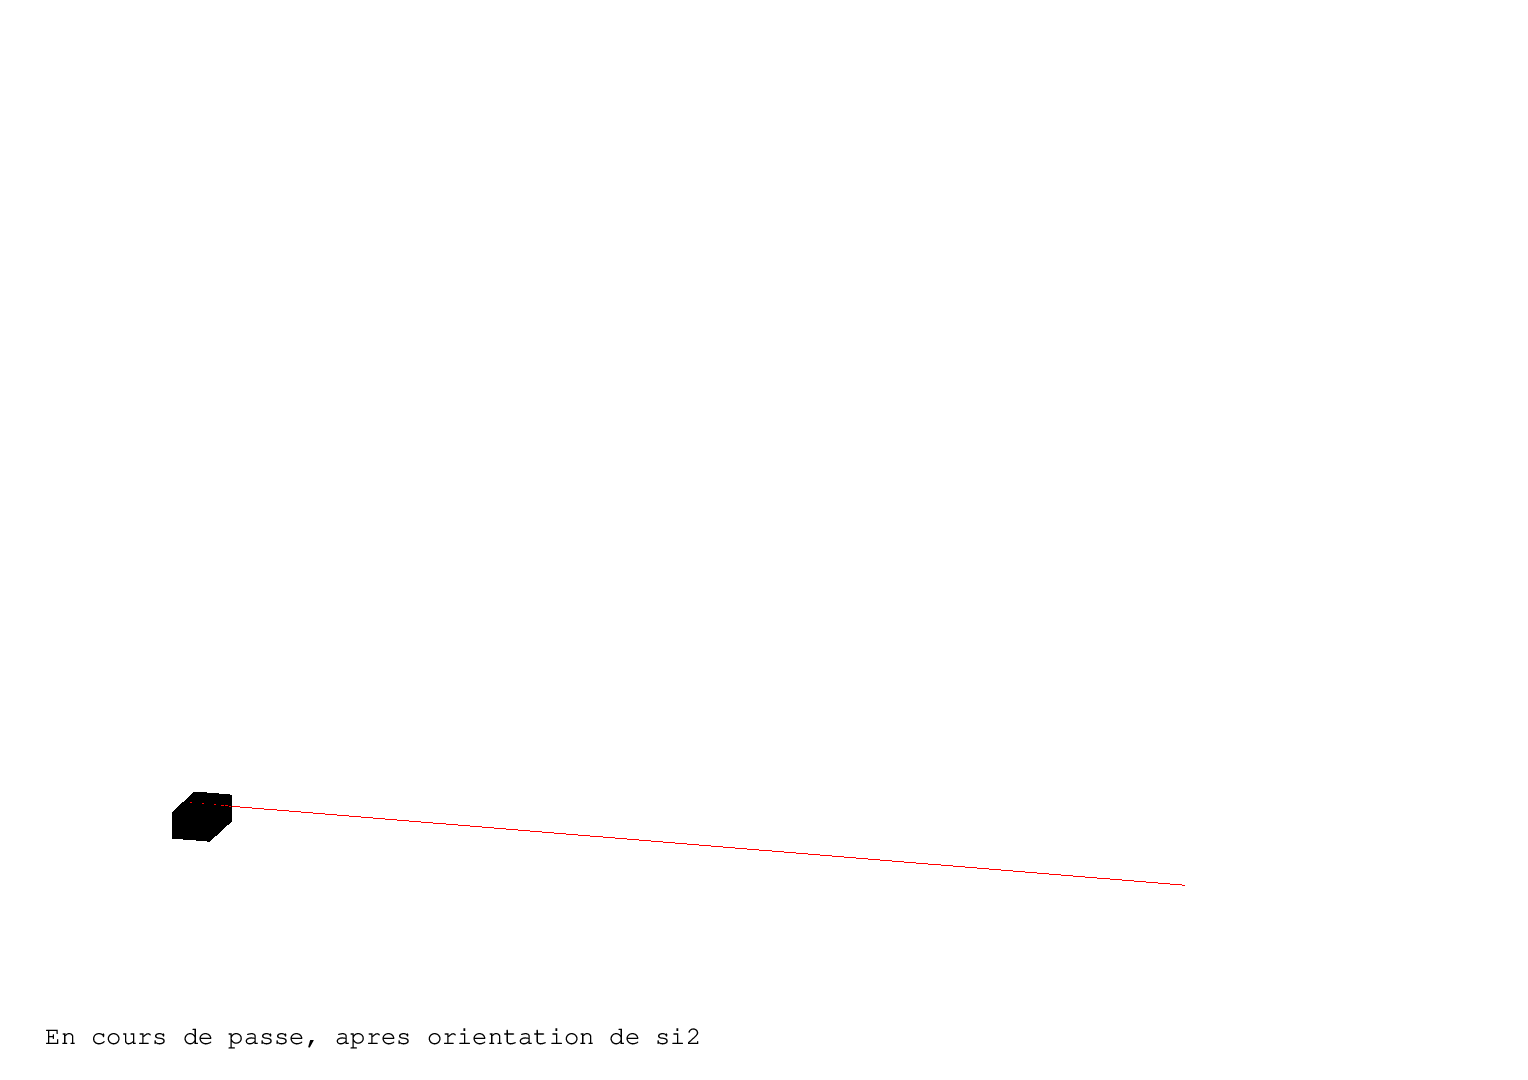 En cours de passe, apres orientation de si2